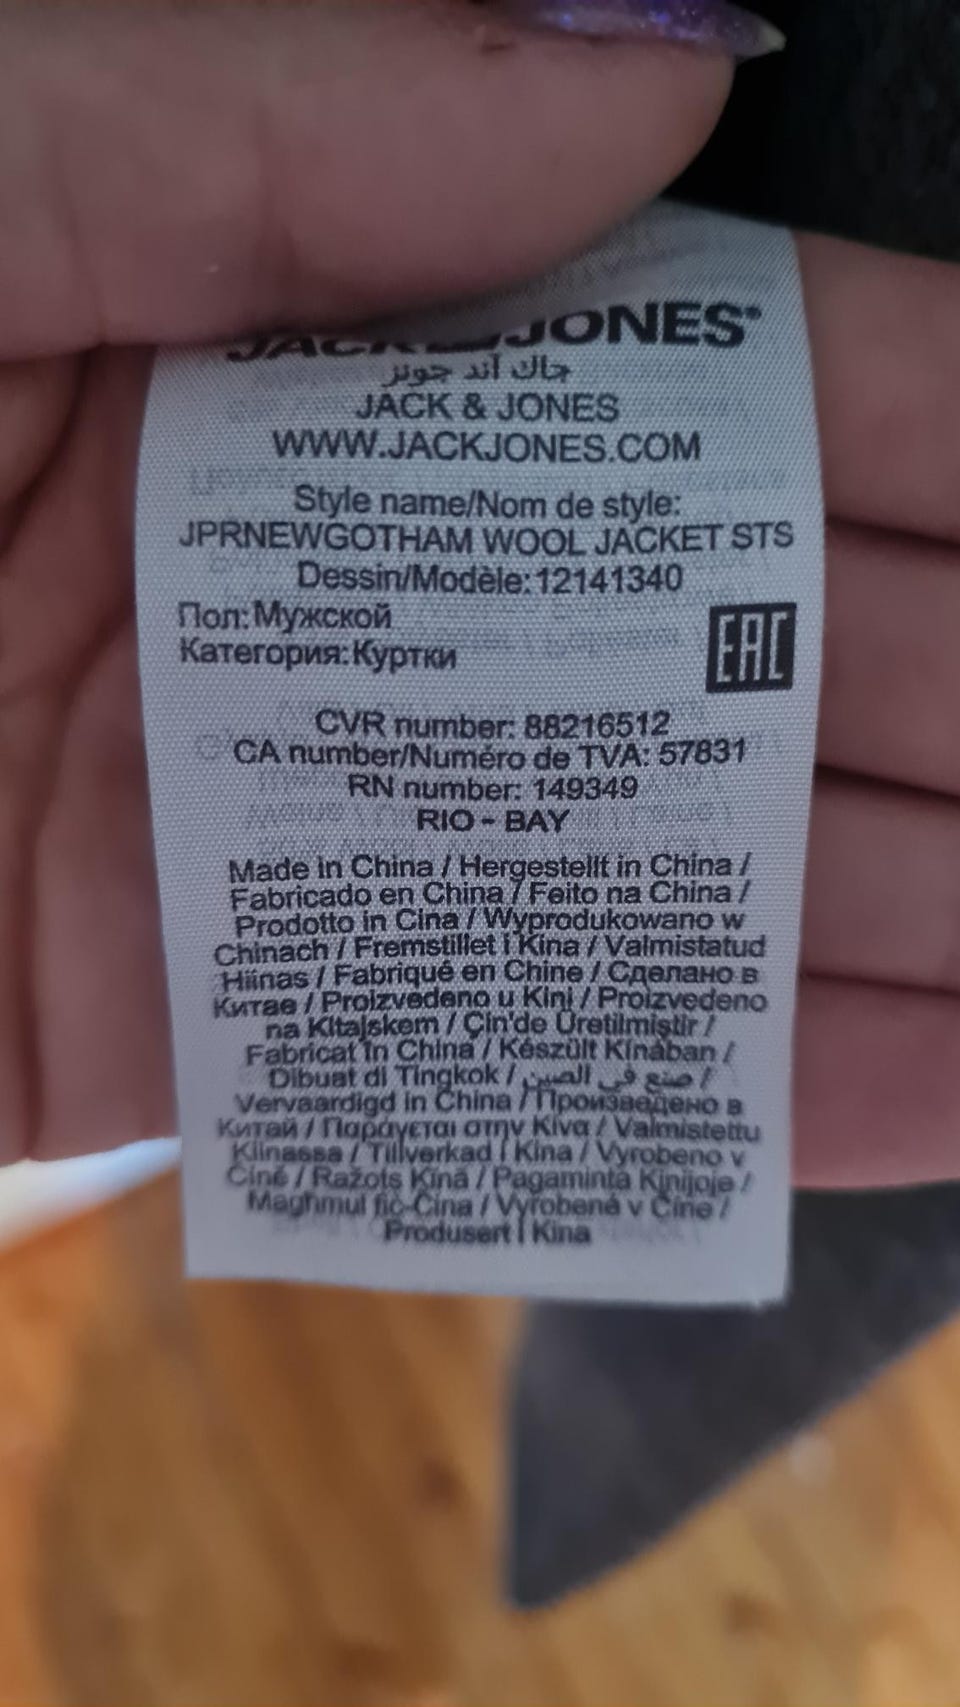 JACK JONES®
جاك آند جونز
JACK & JONES
WWW.JACKJONES.COM
Style name/Nom de style:
JPRNEWGOTHAM WOOL JACKET STS
Dessin/Modèle:12141340
Пол:Мужской
Категория:Куртки
EAC
CVR number: 88216512
CA number/Numéro de TVA: 57831
RN number: 149349
RIO - BAY
Made in China / Hergestellt in China /
Fabricado en China / Feito na China /
Prodotto in Cina / Wyprodukowano w
Chinach / Fremstillet i Kina / Valmistatud
Hiinas / Fabriqué en Chine / Сделано в
Китае / Proizvedeno u Kini / Proizvedeno
na Kitajskem / Çin'de Üretilmiştir /
Fabricat în China / Készült Kínában /
Dibuat di Tingkok / صنع في الصين /
Vervaardigd in China / Произведено в
Китай / Παράγεται στην Κίνα / Valmistettu
Kiinassa / Tillverkad i Kina / Vyrobeno v
Číně / Ražots Ķīnā / Pagaminta Kinijoje /
Magħmul fiċ-Ċina / Vyrobené v Číne /
Produsert i Kina